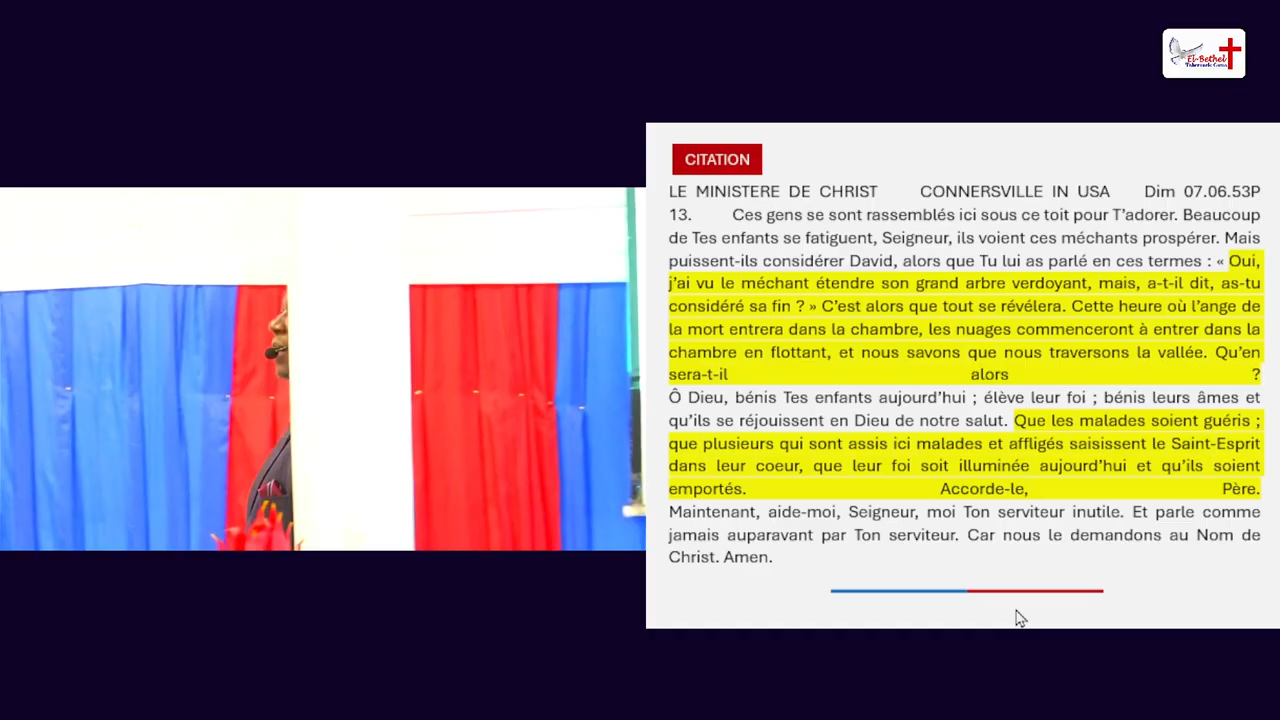 El-Bethel
CITATION
LE MINISTERE DE CHRIST CONNERSVILLE IN USA Dim 07.06.53P
13. Ces gens se sont rassemblés ici sous ce toit pour T’adorer. Beaucoup
de Tes enfants se fatiguent, Seigneur, ils voient ces méchants prospérer. Mais
puissent-ils considérer David, alors que Tu lui as parlé en ces termes : « Oui,
j’ai vu le méchant étendre son grand arbre verdoyant, mais, a-t-il dit, as-tu
considéré sa fin ? » C’est alors que tout se révélera. Cette heure où l’ange de
la mort entrera dans la chambre, les nuages commenceront à entrer dans la
chambre en flottant, et nous savons que nous traversons la vallée. Qu’en
sera-t-il alors ?
Ô Dieu, bénis Tes enfants aujourd’hui ; élève leur foi ; bénis leurs âmes et
qu’ils se réjouissent en Dieu de notre salut. Que les malades soient guéris ;
que plusieurs qui sont assis ici malades et affligés saisissent le Saint-Esprit
dans leur coeur, que leur foi soit illuminée aujourd’hui et qu’ils soient
emportés. Accorde-le, Père.
Maintenant, aide-moi, Seigneur, moi Ton serviteur inutile. Et parle comme
jamais auparavant par Ton serviteur. Car nous le demandons au Nom de
Christ. Amen.